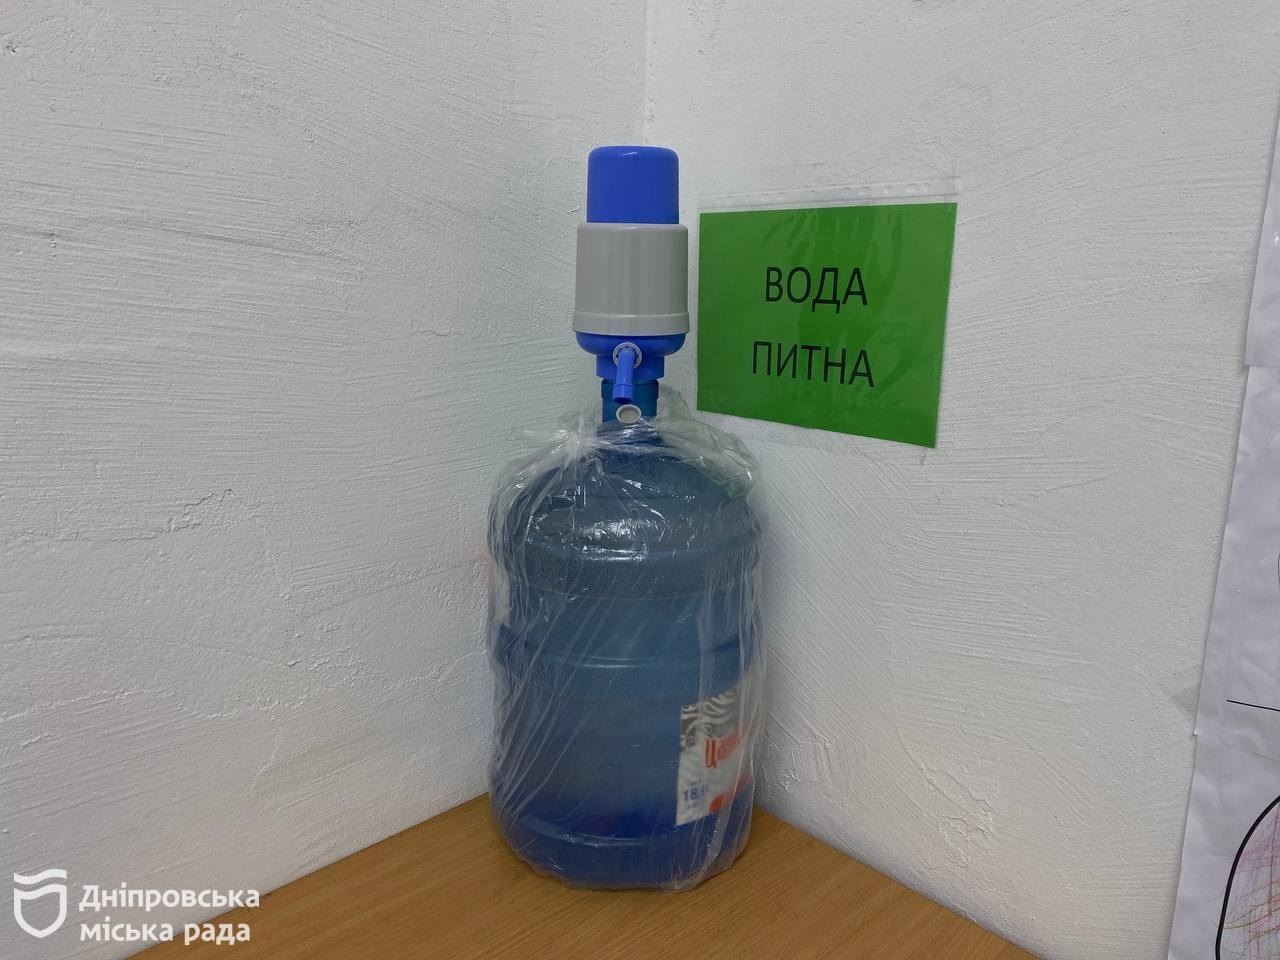 ВОДА
ПИТНА
18
Дніпровська
міська рада